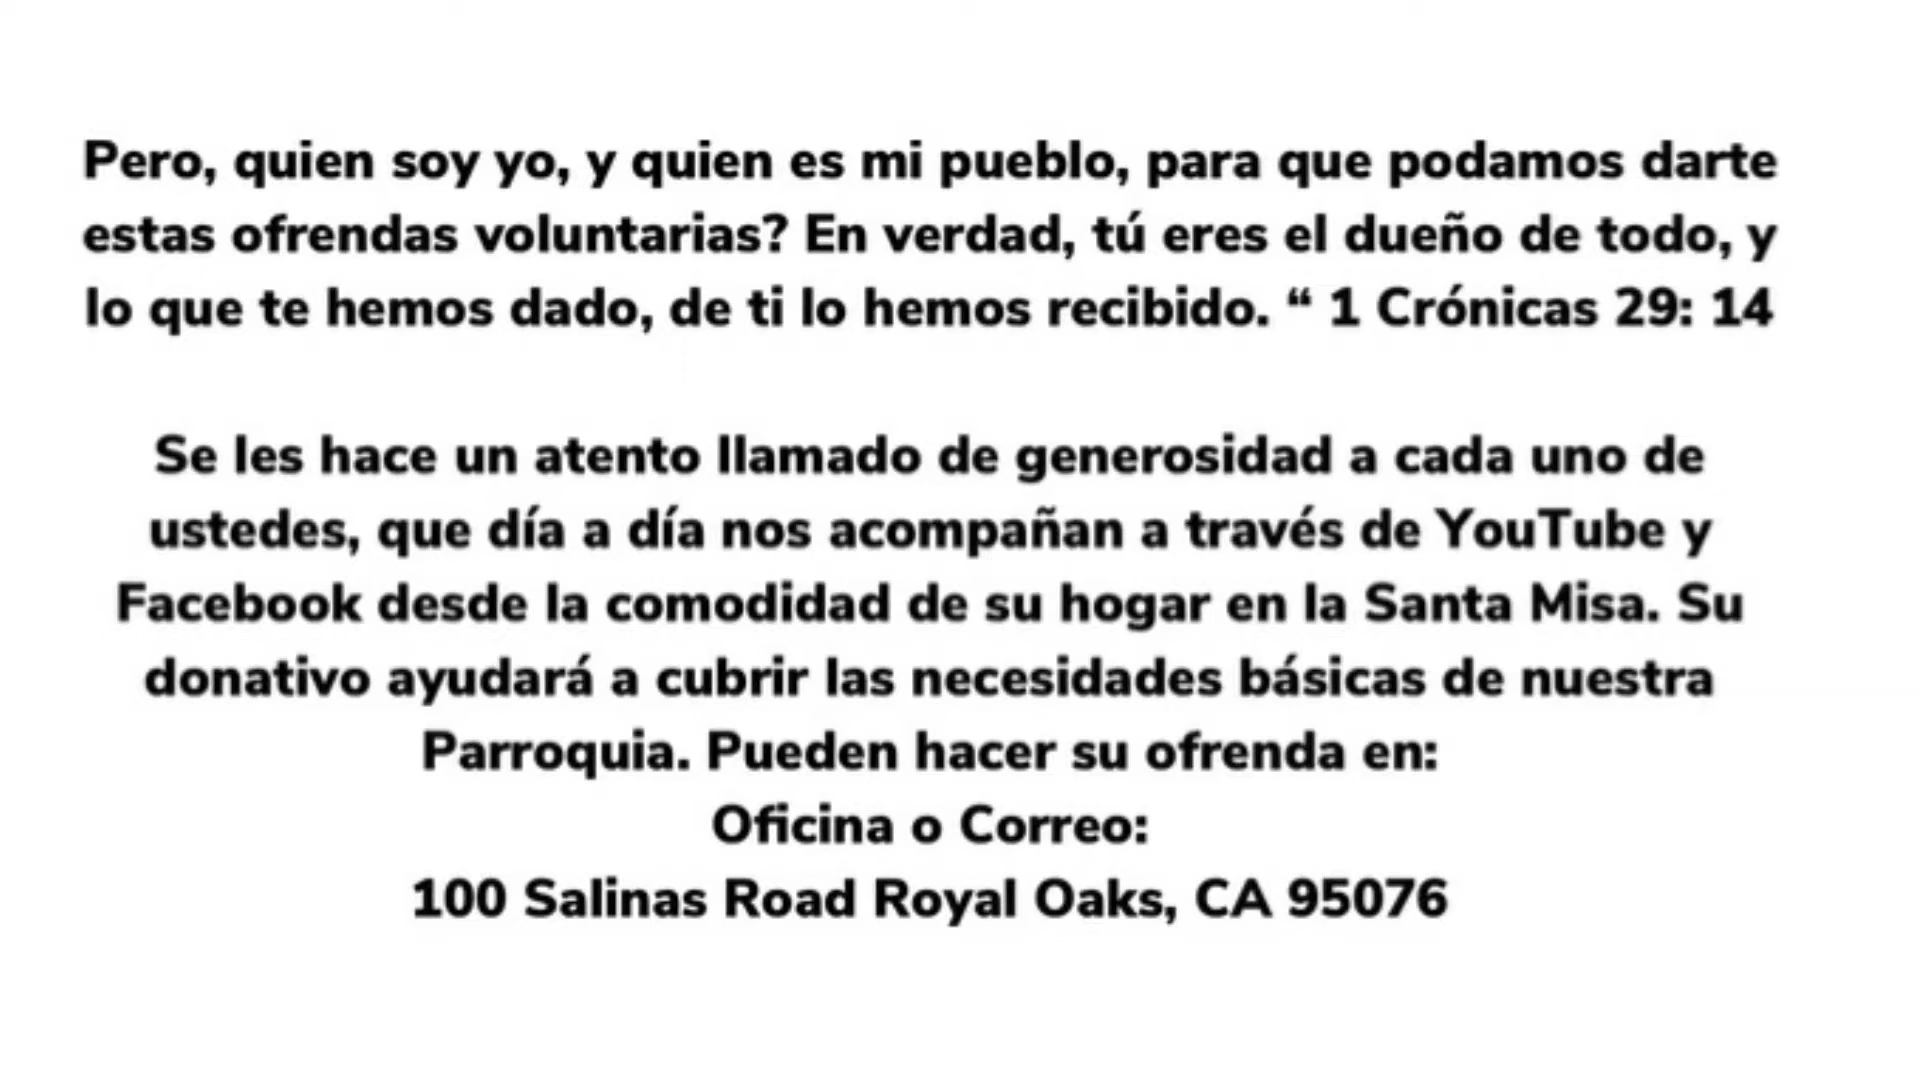 Pero, quien soy yo, y quien es mi pueblo, para que podamos darte
estas ofrendas voluntarias? En verdad, tú eres el dueño de todo, y
lo que te hemos dado, de ti lo hemos recibido. “ 1 Crónicas 29: 14
Se les hace un atento llamado de generosidad a cada uno de
ustedes, que día a día nos acompañan a través de YouTube y
Facebook desde la comodidad de su hogar en la Santa Misa. Su
donativo ayudará a cubrir las necesidades básicas de nuestra
Parroquia. Pueden hacer su ofrenda en:
Oficina o Correo:
100 Salinas Road Royal Oaks, CA 95076